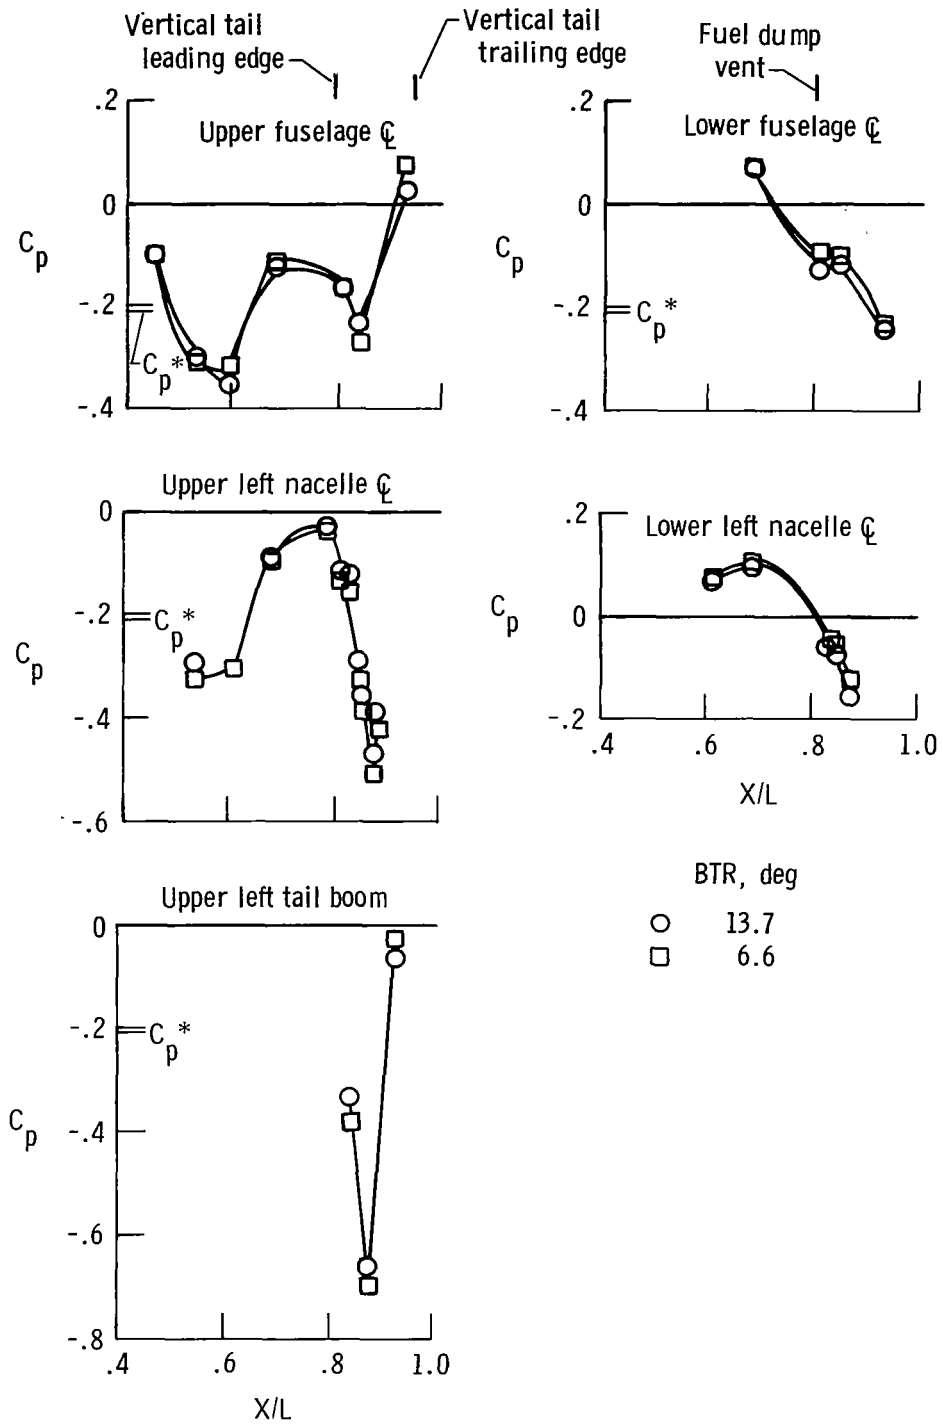 Vertical tail
leading edge
Vertical tail
trailing edge
Fuel dump
vent
Upper fuselage ℄
.2
0
-.2
-.4
Cp
Cp*
Lower fuselage ℄
.2
0
-.2
-.4
Cp
Cp*
Upper left nacelle ℄
0
-.2
-.4
-.6
Cp
Cp*
Lower left nacelle ℄
.2
0
-.2
Cp
.4 .6 .8 1.0
X/L
Upper left tail boom
0
-.2
-.4
-.6
-.8
Cp
Cp*
.4 .6 .8 1.0
X/L
BTR, deg
13.7
6.6